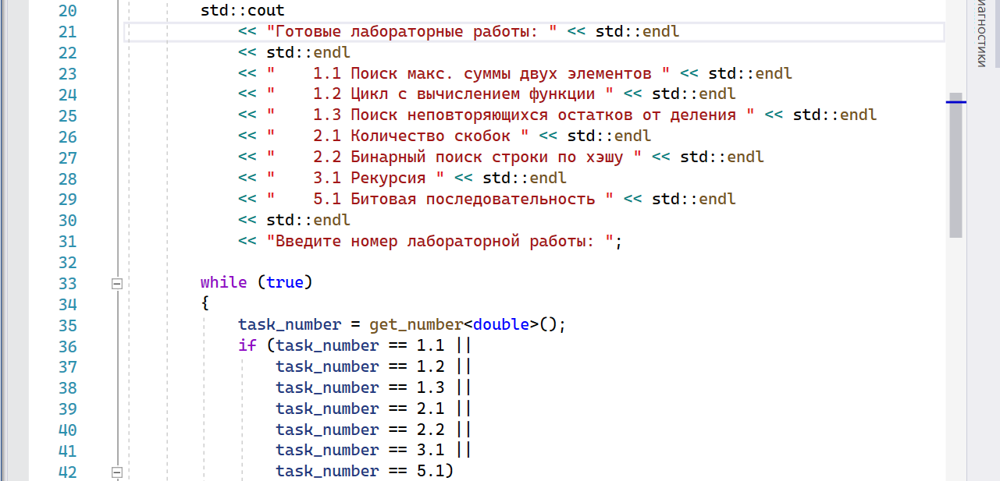 20 std::cout
21 << "Готовые лабораторные работы: " << std::endl
22 << std::endl
23 << "    1.1 Поиск макс. суммы двух элементов " << std::endl
24 << "    1.2 Цикл с вычислением функции " << std::endl
25 << "    1.3 Поиск неповторяющихся остатков от деления " << std::endl
26 << "    2.1 Количество скобок " << std::endl
27 << "    2.2 Бинарный поиск строки по хэшу " << std::endl
28 << "    3.1 Рекурсия " << std::endl
29 << "    5.1 Битовая последовательность " << std::endl
30 << std::endl
31 << "Введите номер лабораторной работы: ";
32
33 while (true)
34 {
35 task_number = get_number<double>();
36 if (task_number == 1.1 ||
37 task_number == 1.2 ||
38 task_number == 1.3 ||
39 task_number == 2.1 ||
40 task_number == 2.2 ||
41 task_number == 3.1 ||
42 task_number == 5.1)
иагностики